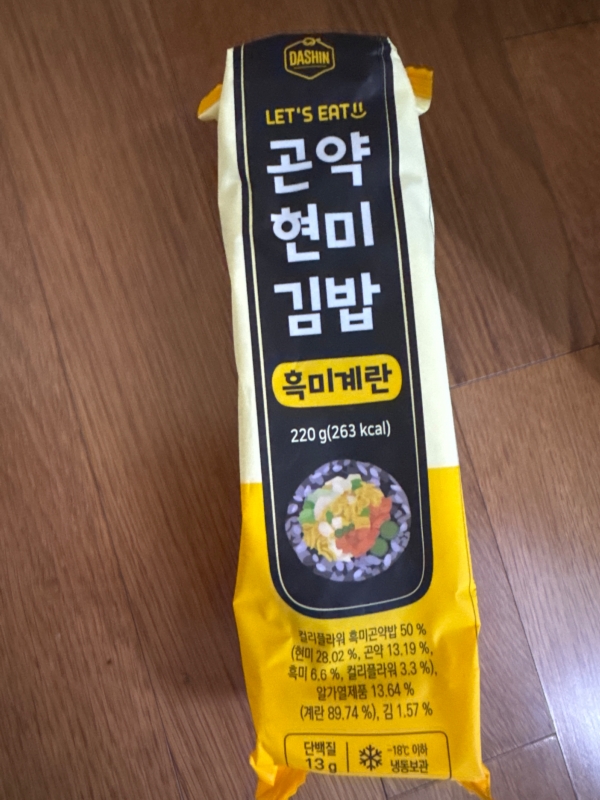 DASHIN
LET'S EAT!!
곤약
현미
김밥
흑미계란
220 g(263 kcal)
컬리플라워 흑미곤약밥 50 %
(현미 28.02 %, 곤약 13.19 %,
흑미 6.6 %, 컬리플라워 3.3 %),
알가열제품 13.64 %
(계란 89.74 %), 김 1.57 %
단백질
13 g
-18℃ 이하
냉동보관